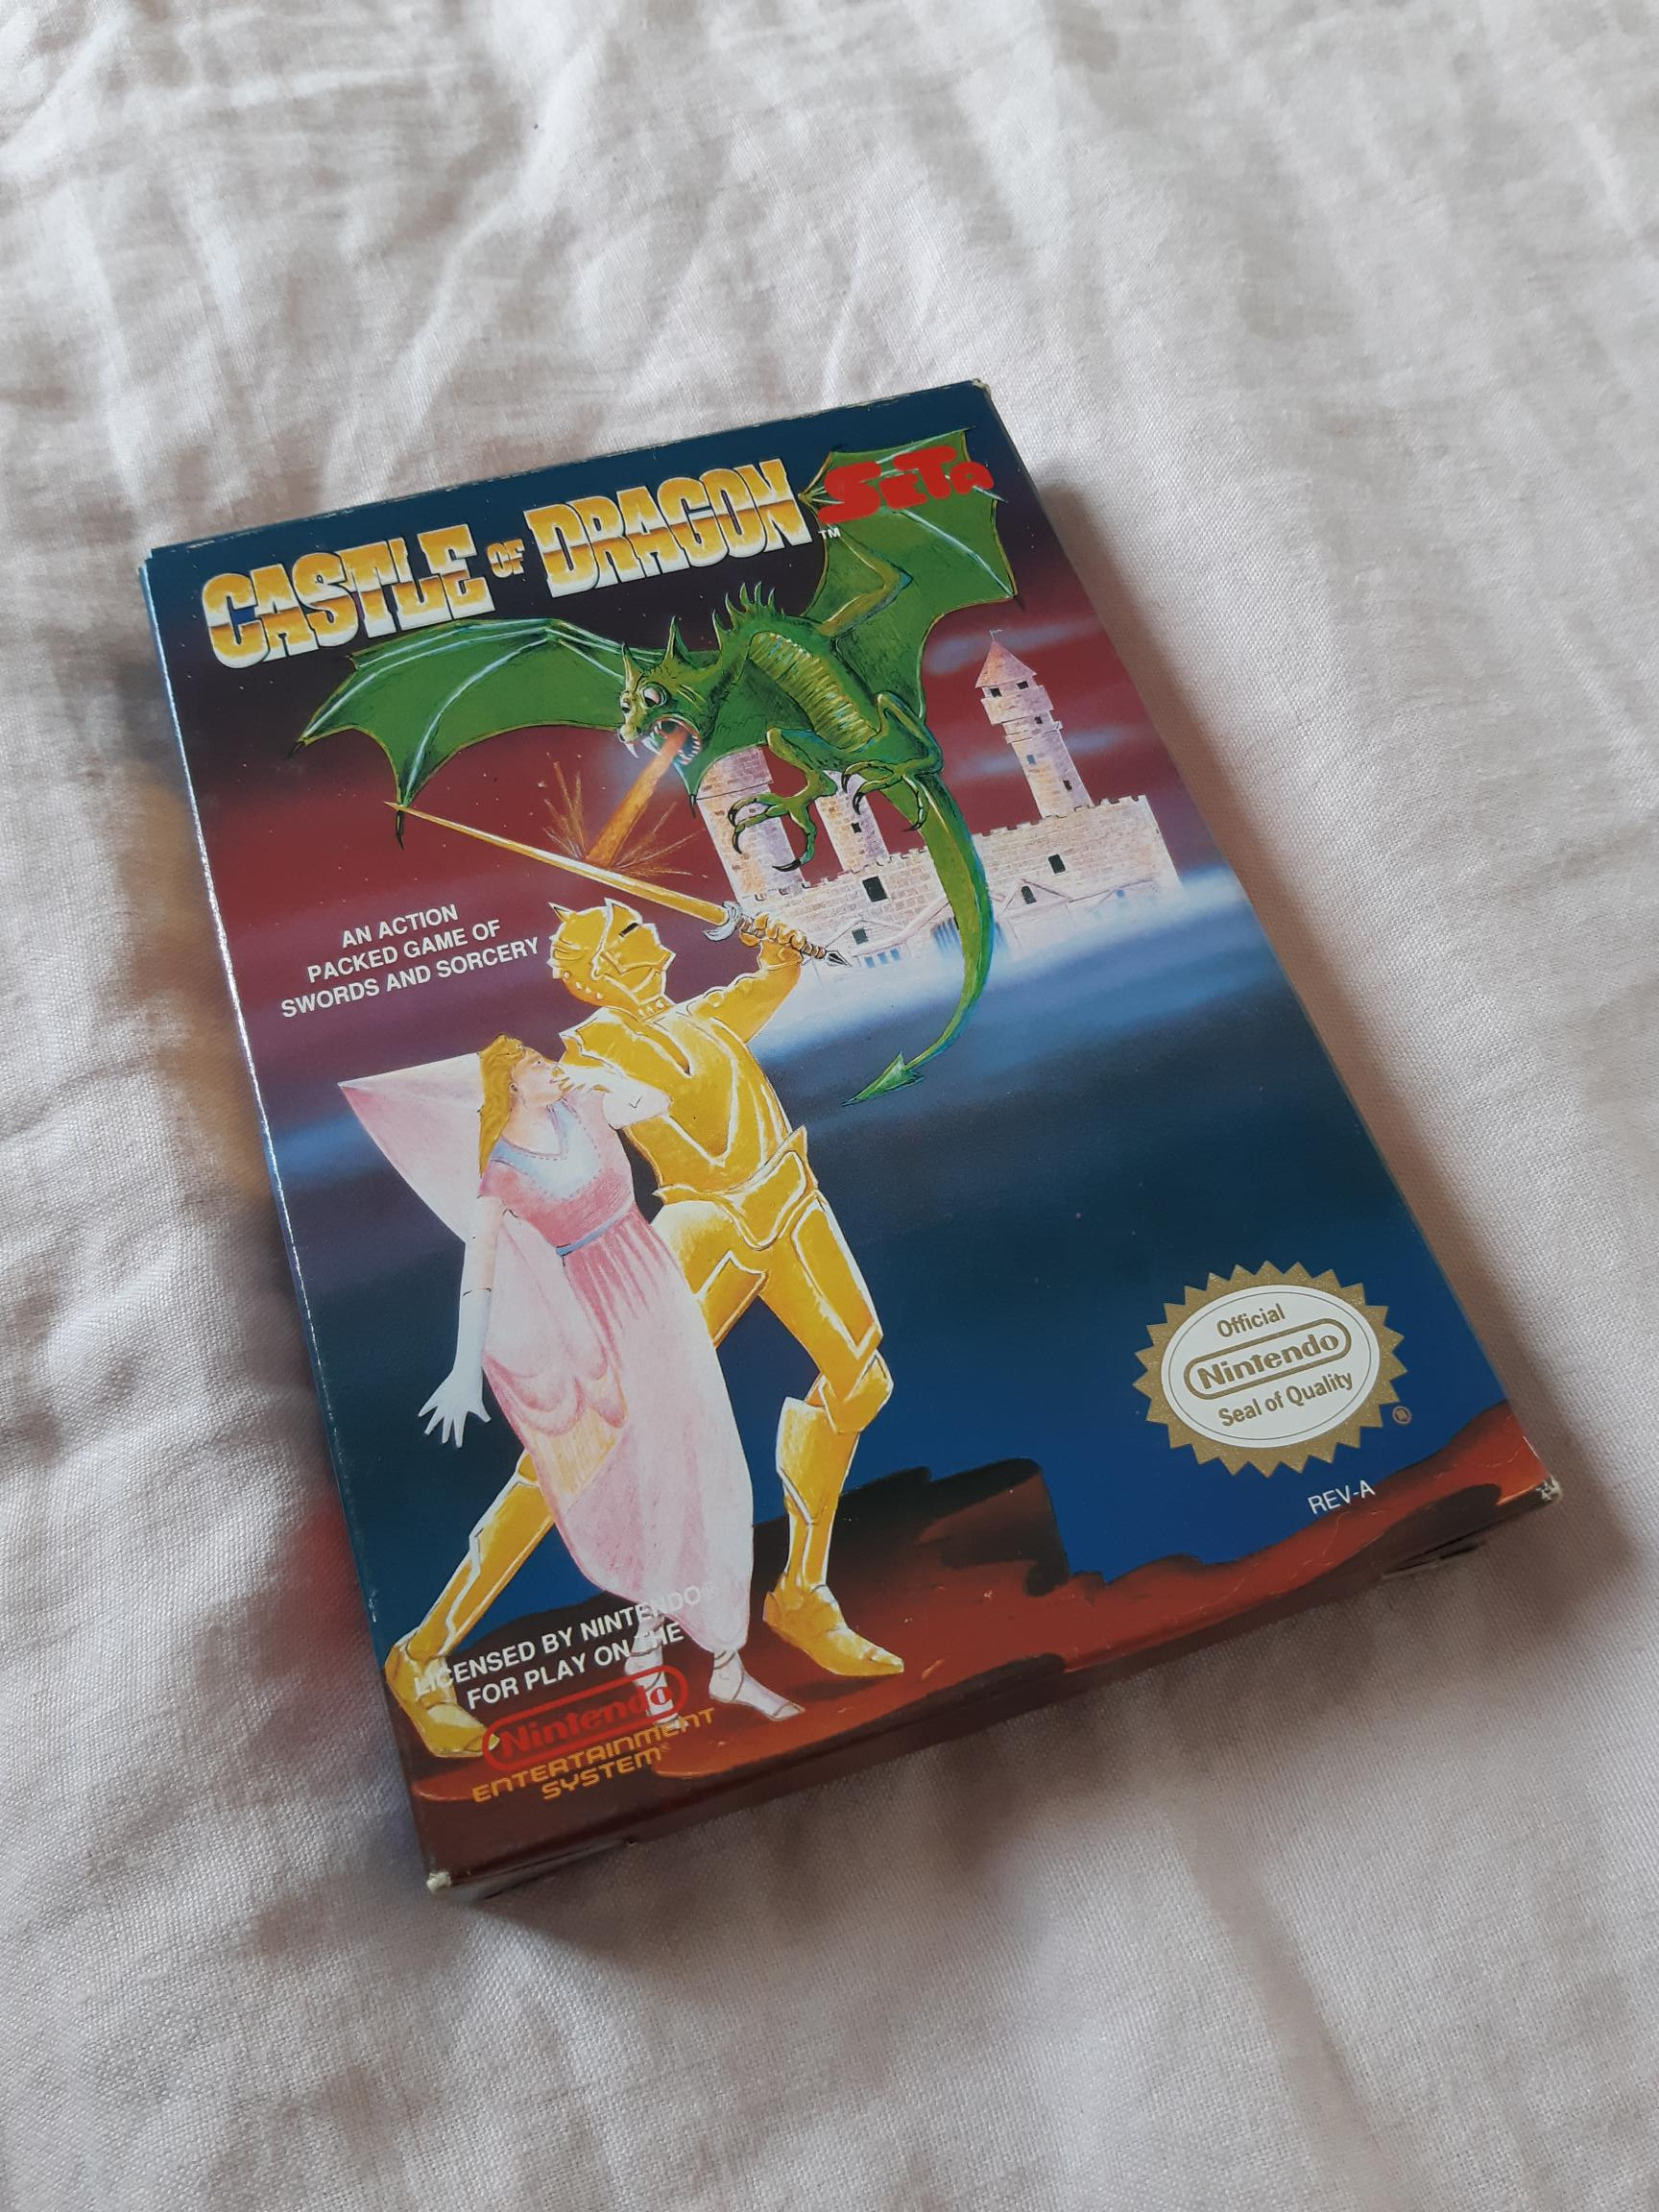 CASTLE OF DRAGON™
SETA
AN ACTION
PACKED GAME OF
SWORDS AND SORCERY
Official
Nintendo
Seal of Quality
®
REV-A
LICENSED BY NINTENDO®
FOR PLAY ON THE
Nintendo
ENTERTAINMENT
SYSTEM®